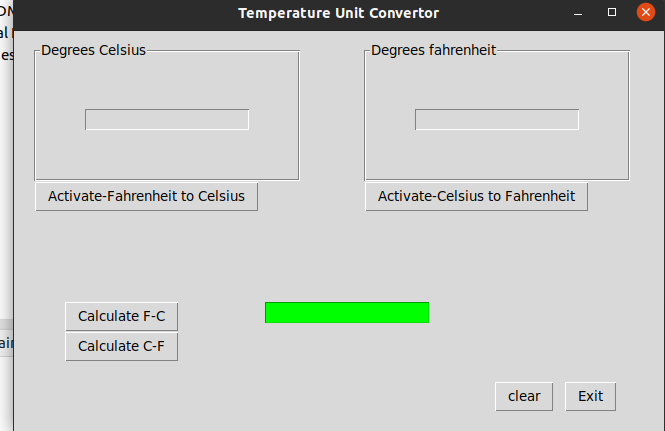 Temperature Unit Convertor
Degrees Celsius
Degrees fahrenheit
Activate-Fahrenheit to Celsius
Activate-Celsius to Fahrenheit
Calculate F-C
Calculate C-F
clear
Exit